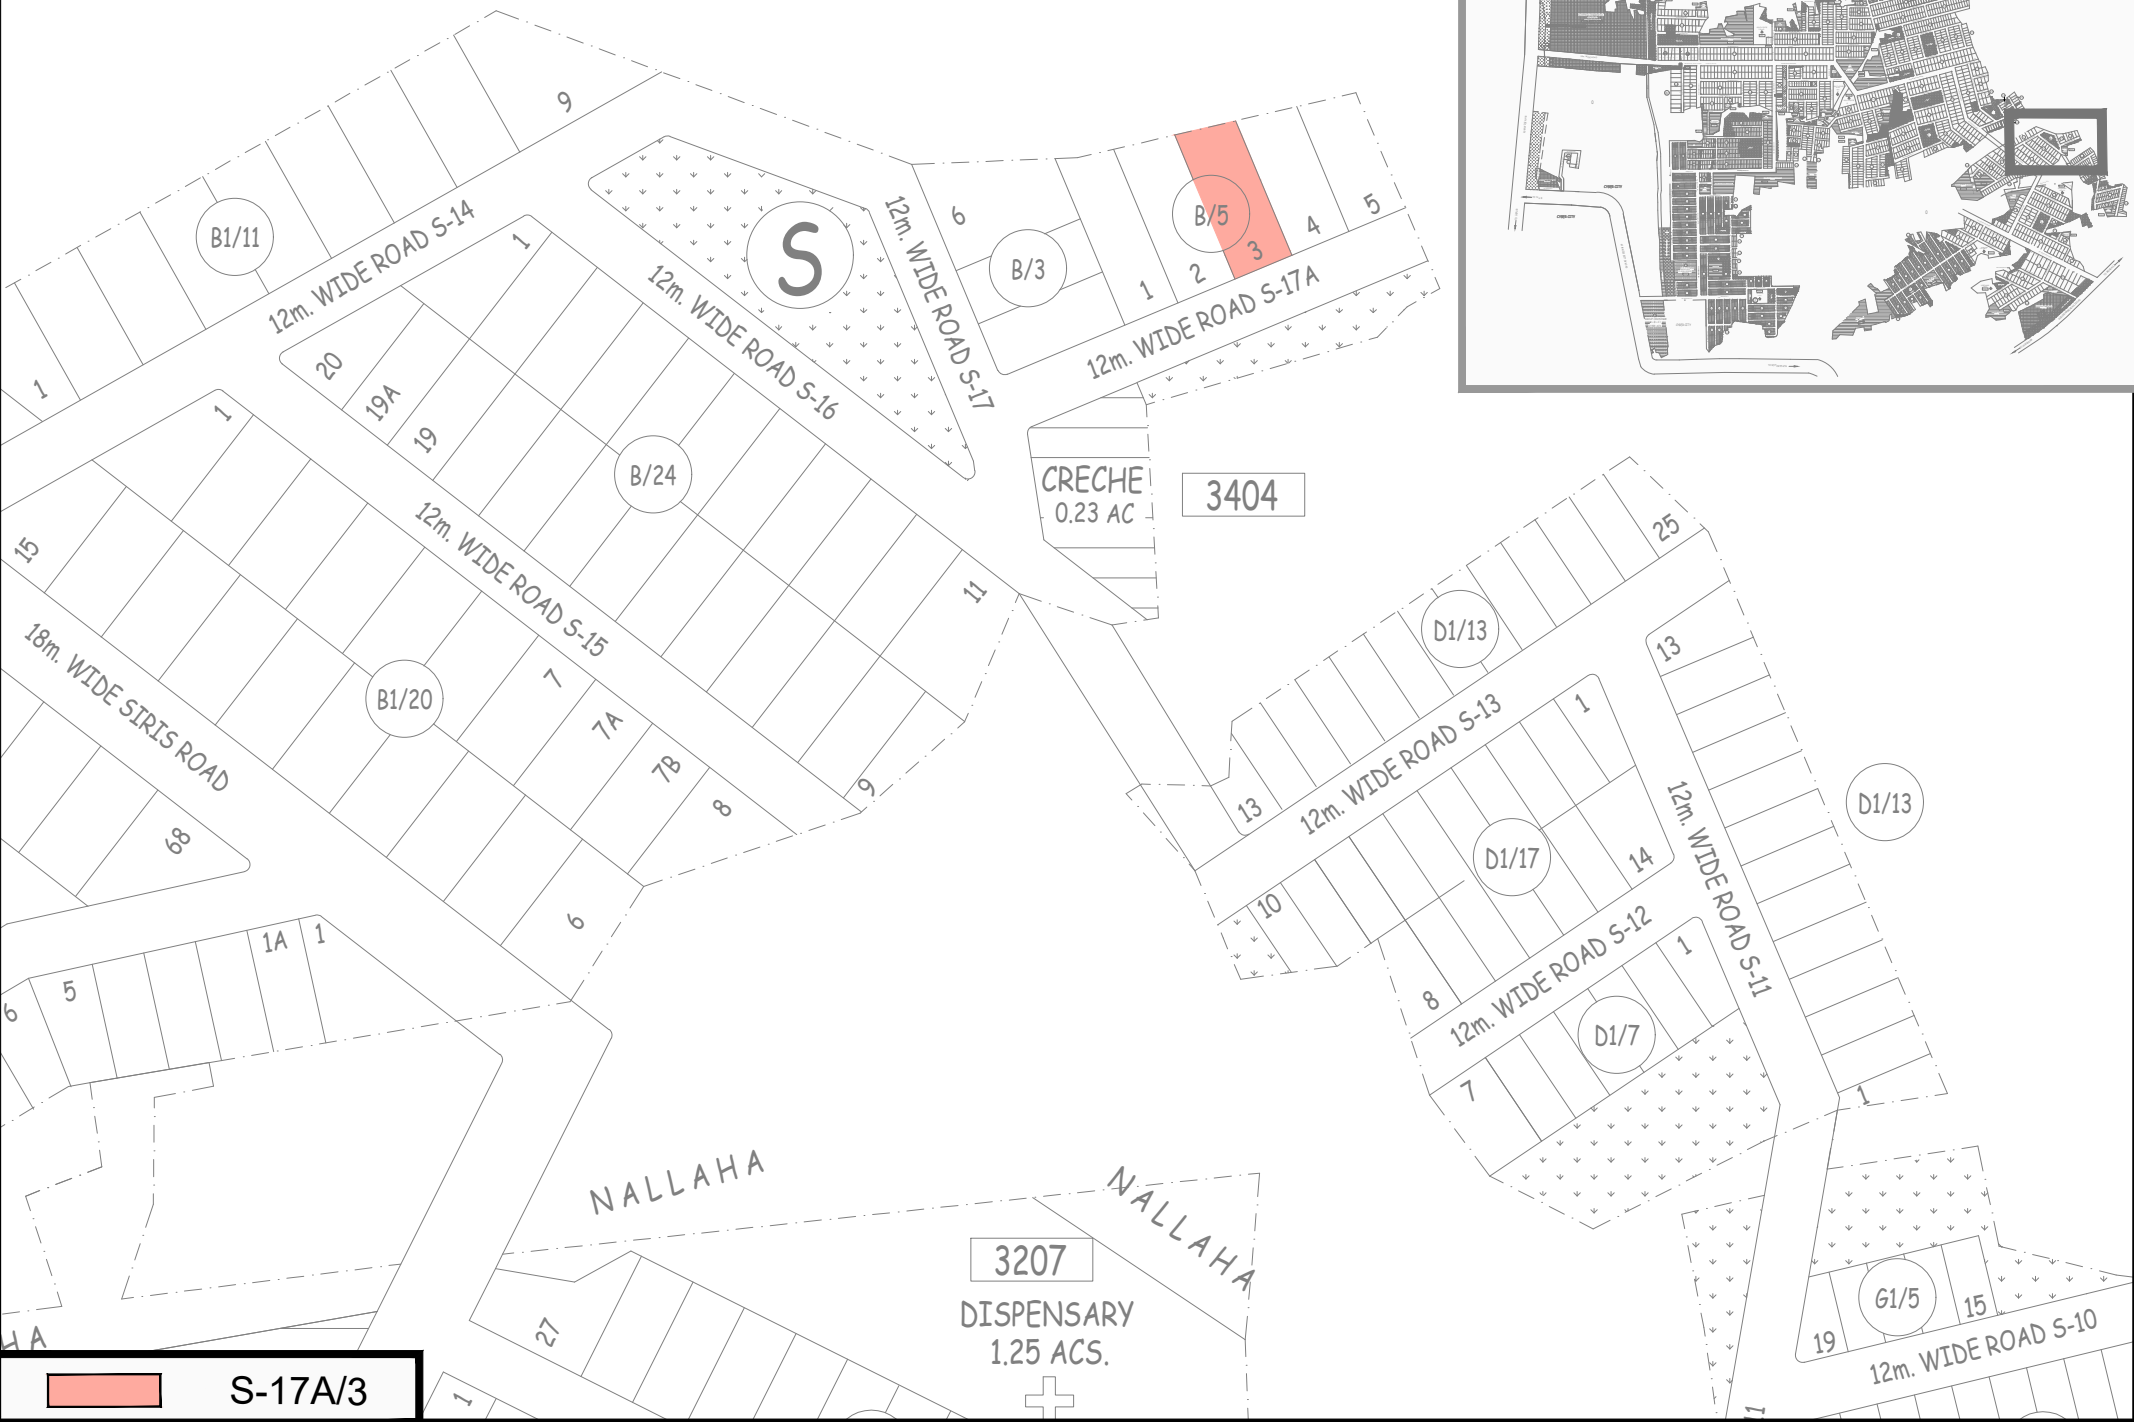 9
B1/11
12m. WIDE ROAD S-14
1
S
12m. WIDE ROAD S-17
6
B/3
B/5
1
2
3
4
5
12m. WIDE ROAD S-17A
1
12m. WIDE ROAD S-16
20
19A
19
B/24
11
9
1
12m. WIDE ROAD S-15
15
B1/20
7
7A
7B
8
6
18m. WIDE SIRIS ROAD
68
CRECHE
0.23 AC
3404
25
D1/13
13
12m. WIDE ROAD S-13
13
D1/13
1
D1/17
14
10
8
12m. WIDE ROAD S-11
12m. WIDE ROAD S-12
1
D1/7
7
1
1A
1
5
6
NALLAHA
NALLAHA
3207
DISPENSARY
1.25 ACS.
27
1
HA
G1/5
19
15
12m. WIDE ROAD S-10
11
S-17A/3